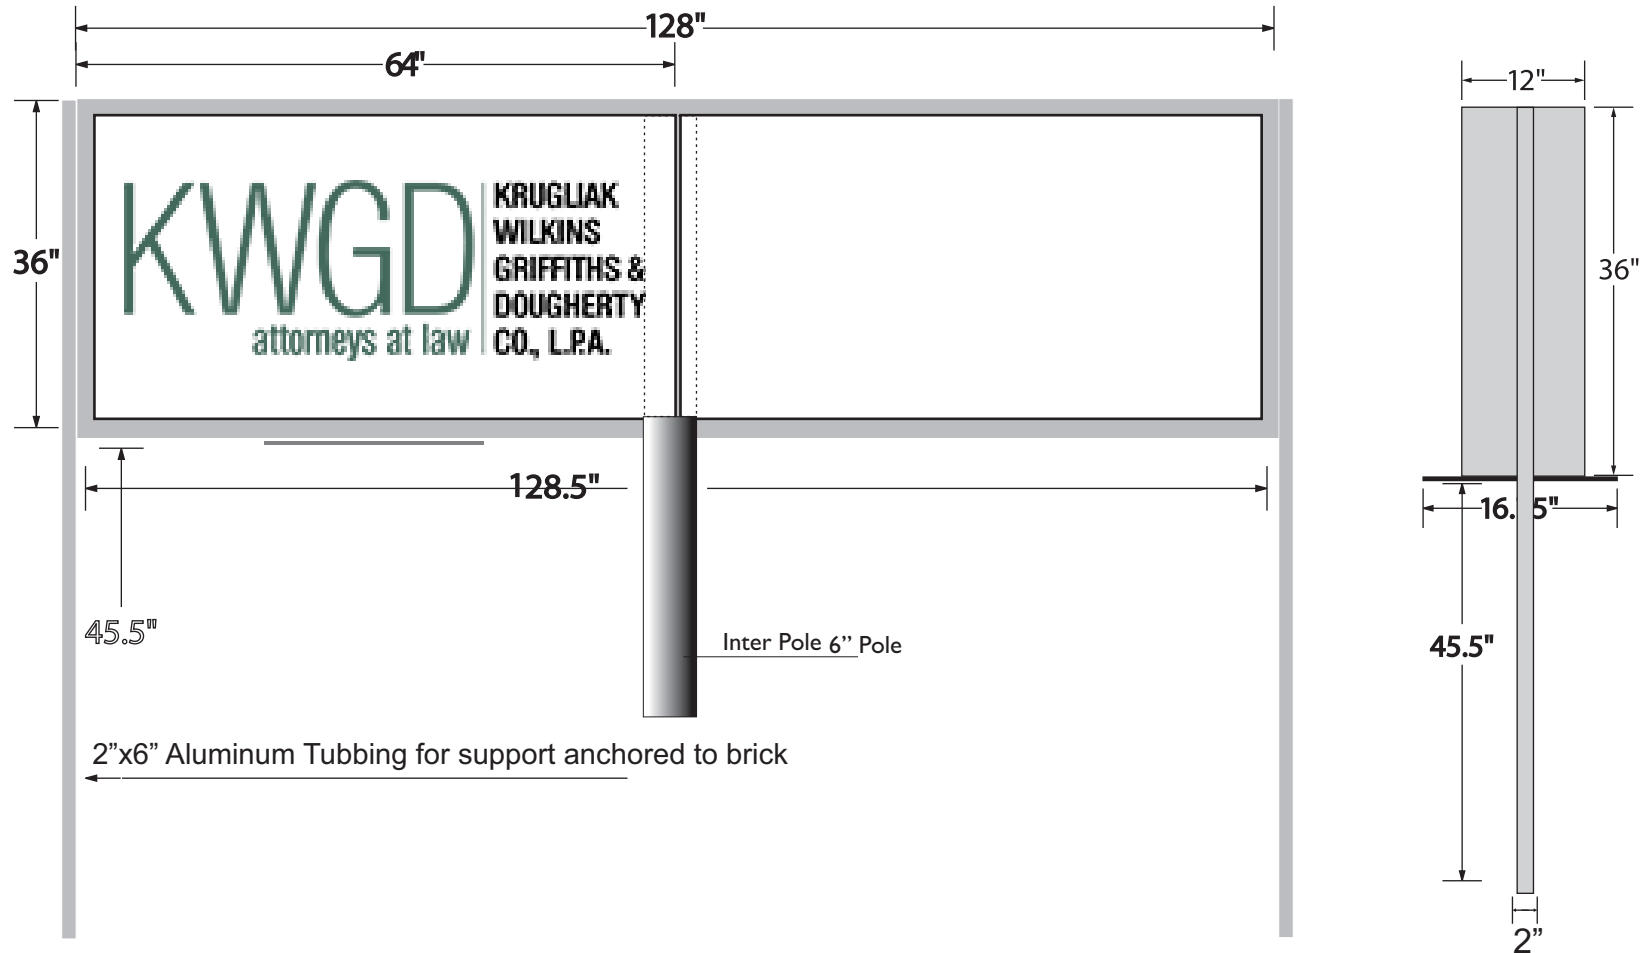 128"
64"
12"
36"
KWGD
attorneys at law
KRUGLIAK
WILKINS
GRIFFITHS &
DOUGHERTY
CO., L.P.A.
36"
128.5"
45.5"
Inter Pole 6” Pole
45.5"
2”x6” Aluminum Tubbing for support anchored to brick
2”